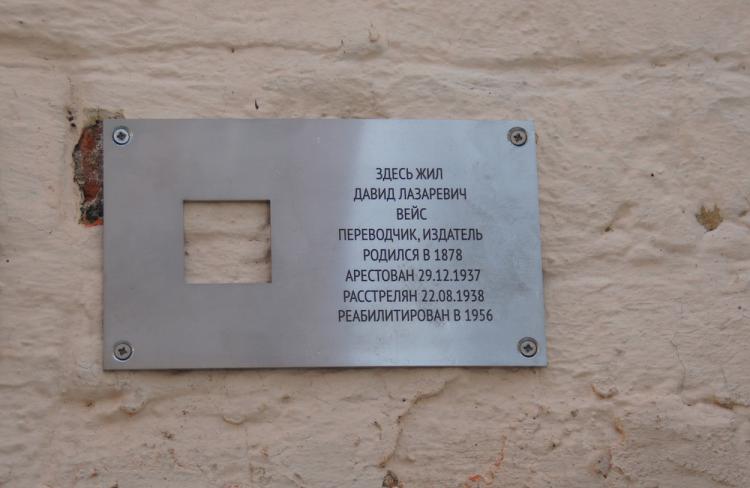 ЗДЕСЬ ЖИЛ
ДАВИД ЛАЗАРЕВИЧ
ВЕЙС
ПЕРЕВОДЧИК, ИЗДАТЕЛЬ
РОДИЛСЯ В 1878
АРЕСТОВАН 29.12.1937
РАССТРЕЛЯН 22.08.1938
РЕАБИЛИТИРОВАН В 1956